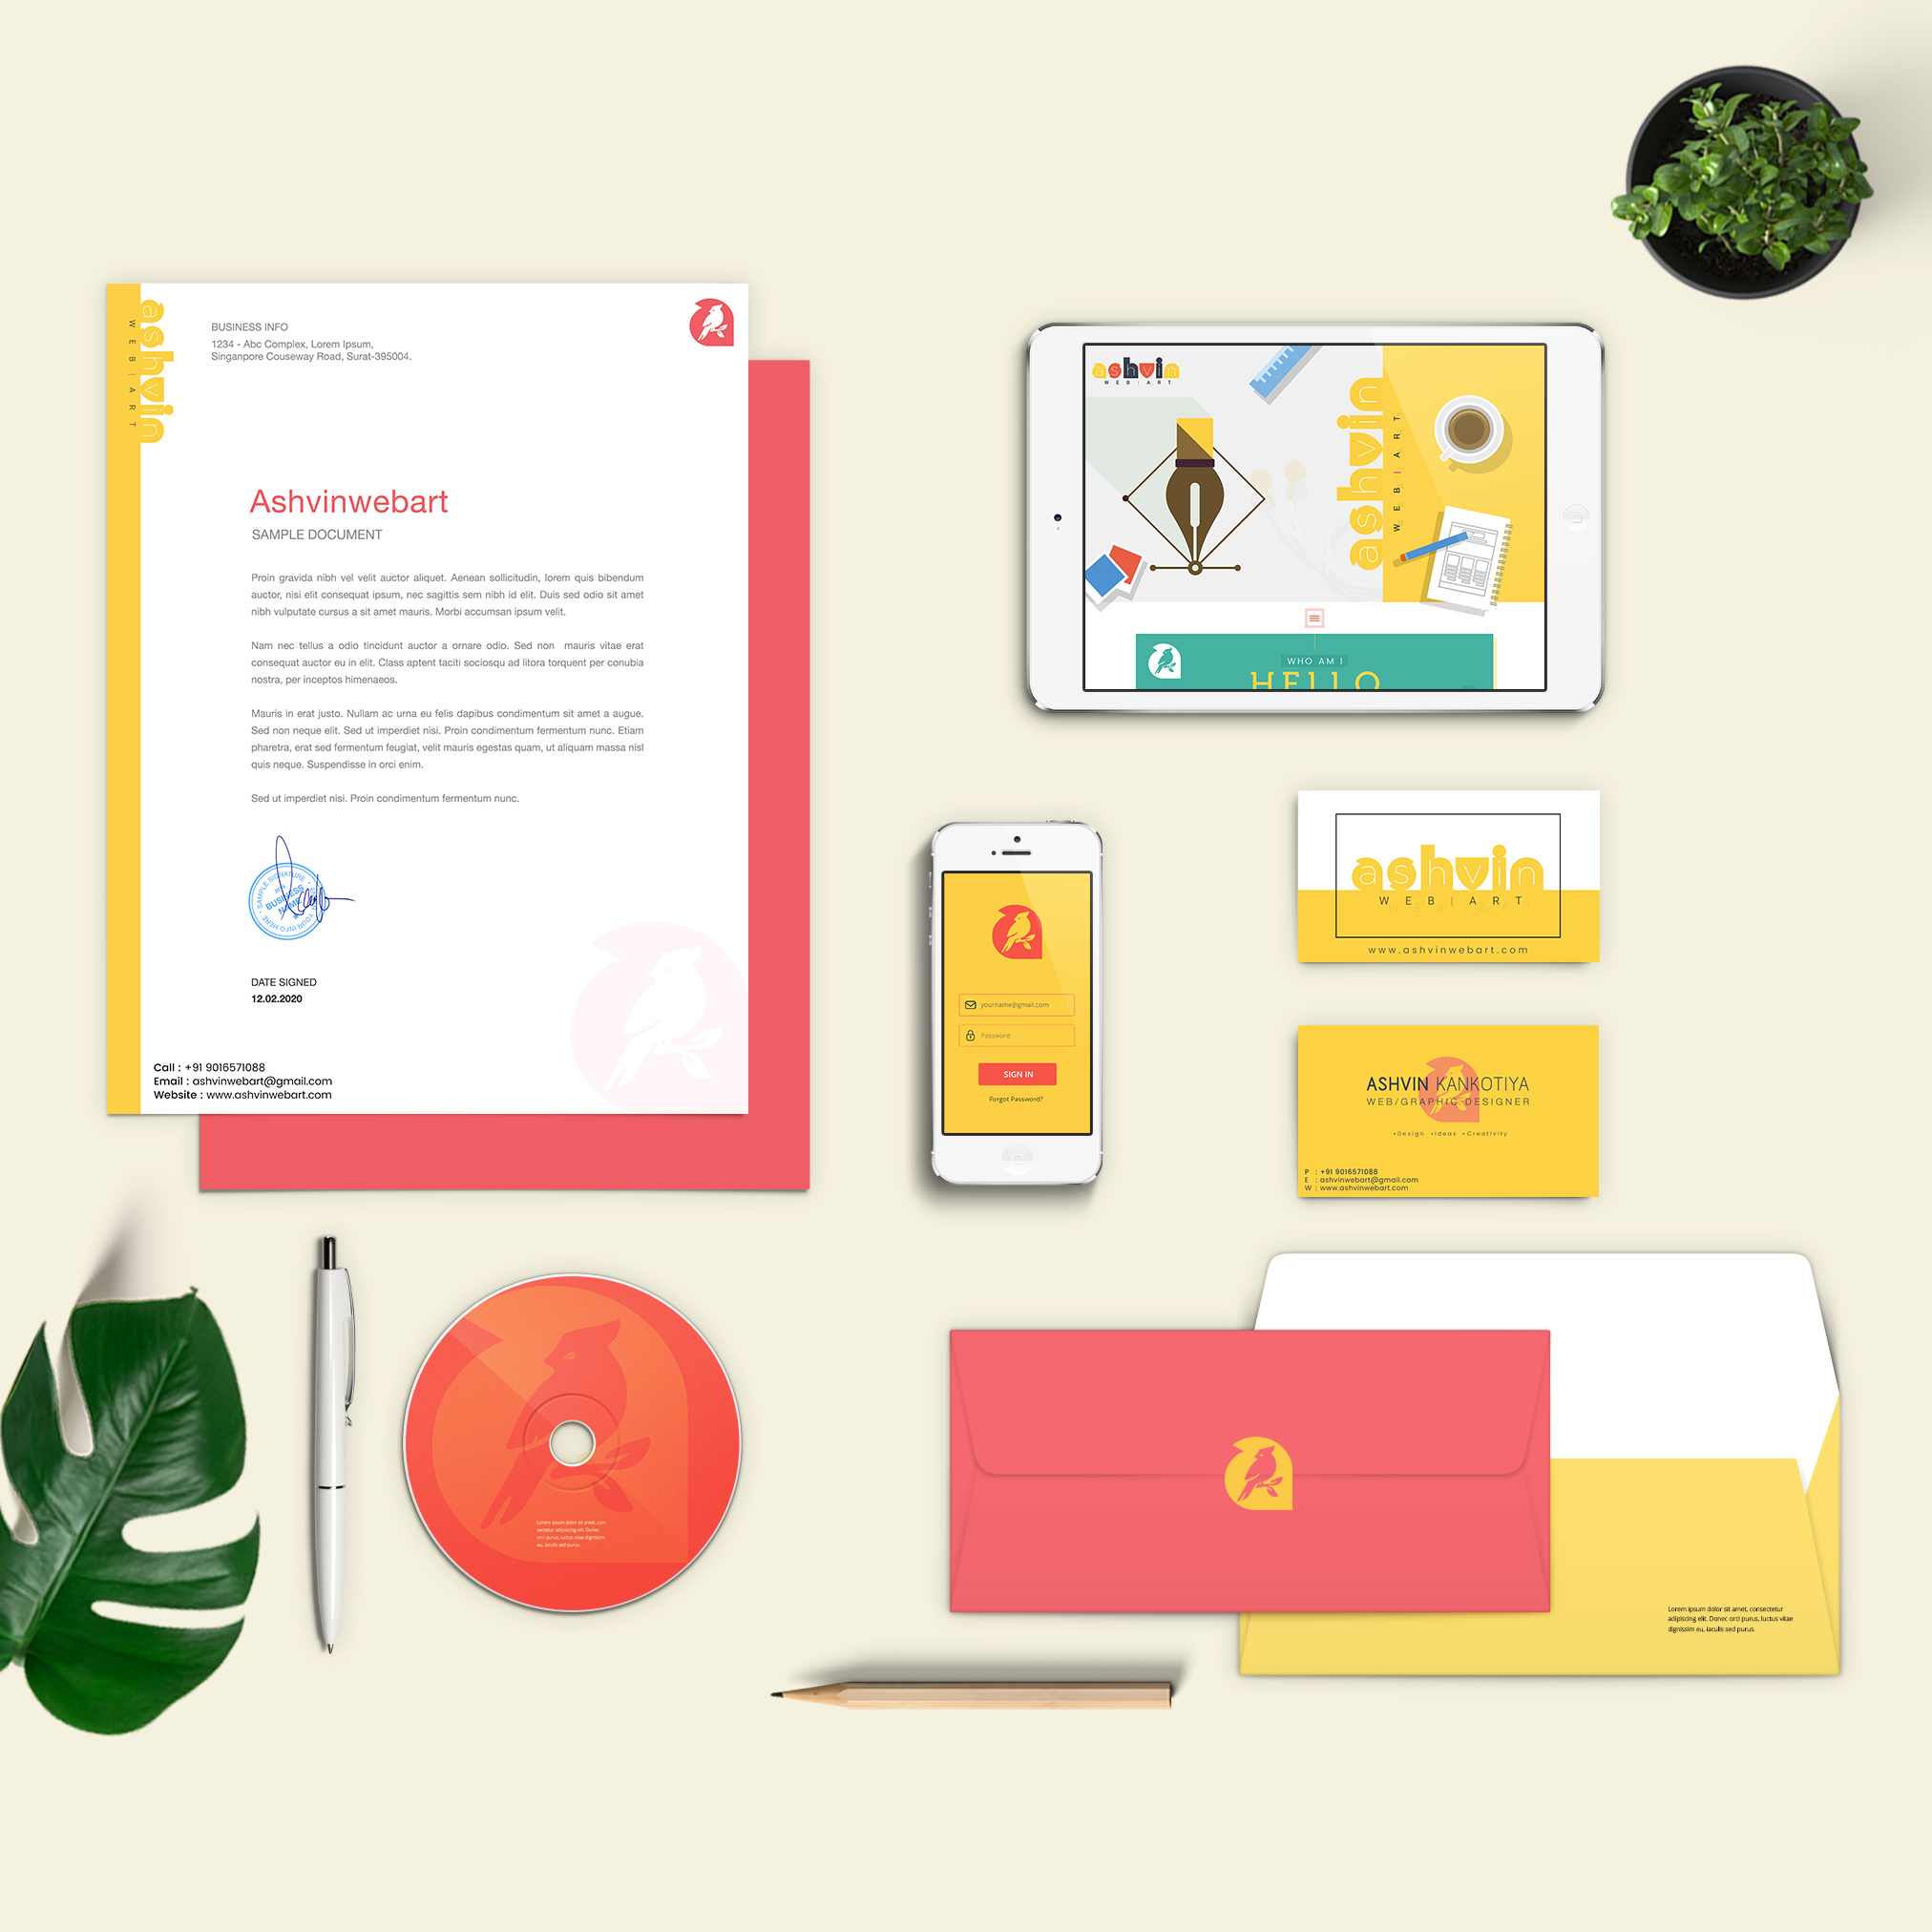 ashvin
WEB|ART
BUSINESS INFO
1234 - Abc Complex, Lorem Ipsum,
Singanpore Causeway Road, Surat-395004.
Ashvinwebart
SAMPLE DOCUMENT
Proin gravida nibh vel velit auctor aliquet. Aenean sollicitudin, lorem quis bibendum
auctor, nisi elit consequat ipsum, nec sagittis sem nibh id elit. Duis sed odio sit amet
nibh vulputate cursus a sit amet mauris. Morbi accumsan ipsum velit.
Nam nec tellus a odio tincidunt auctor a ornare odio. Sed non mauris vitae erat
consequat auctor eu in elit. Class aptent taciti sociosqu ad litora torquent per conubia
nostra, per inceptos himenaeos.
Mauris in erat justo. Nullam ac urna eu felis dapibus condimentum sit amet a augue.
Sed non neque elit. Sed ut imperdiet nisi. Proin condimentum fermentum nunc. Etiam
pharetra, erat sed fermentum feugiat, velit mauris egestas quam, ut aliquam massa nisl
quis neque. Suspendisse in orci enim.
Sed ut imperdiet nisi. Proin condimentum fermentum nunc.
SAMPLE SIGNATURE
BUSINESS
NAME
YOUR INFO HERE
DATE SIGNED
12.02.2020
Call : +91 9016571088
Email : ashvinwebart@gmail.com
Website : www.ashvinwebart.com
ashvin
WEB|ART
ashvin
WEB|ART
WHO AM I
HELLO
yourname@gmail.com
Password
SIGN IN
Forgot Password?
ashvin
WEB|ART
www.ashvinwebart.com
ASHVIN KANKOTIYA
WEB/GRAPHIC DESIGNER
•Design •Ideas •Creativity
P : +91 9016571088
E : ashvinwebart@gmail.com
W : www.ashvinwebart.com
Lorem ipsum dolor sit amet, con
sectetur adipiscing elit. Donec
orci purus, luctus vitae dignissim
eu, iaculis sed purus.
Lorem ipsum dolor sit amet, consectetur
adipiscing elit. Donec orci purus, luctus vitae
dignissim eu, iaculis sed purus.